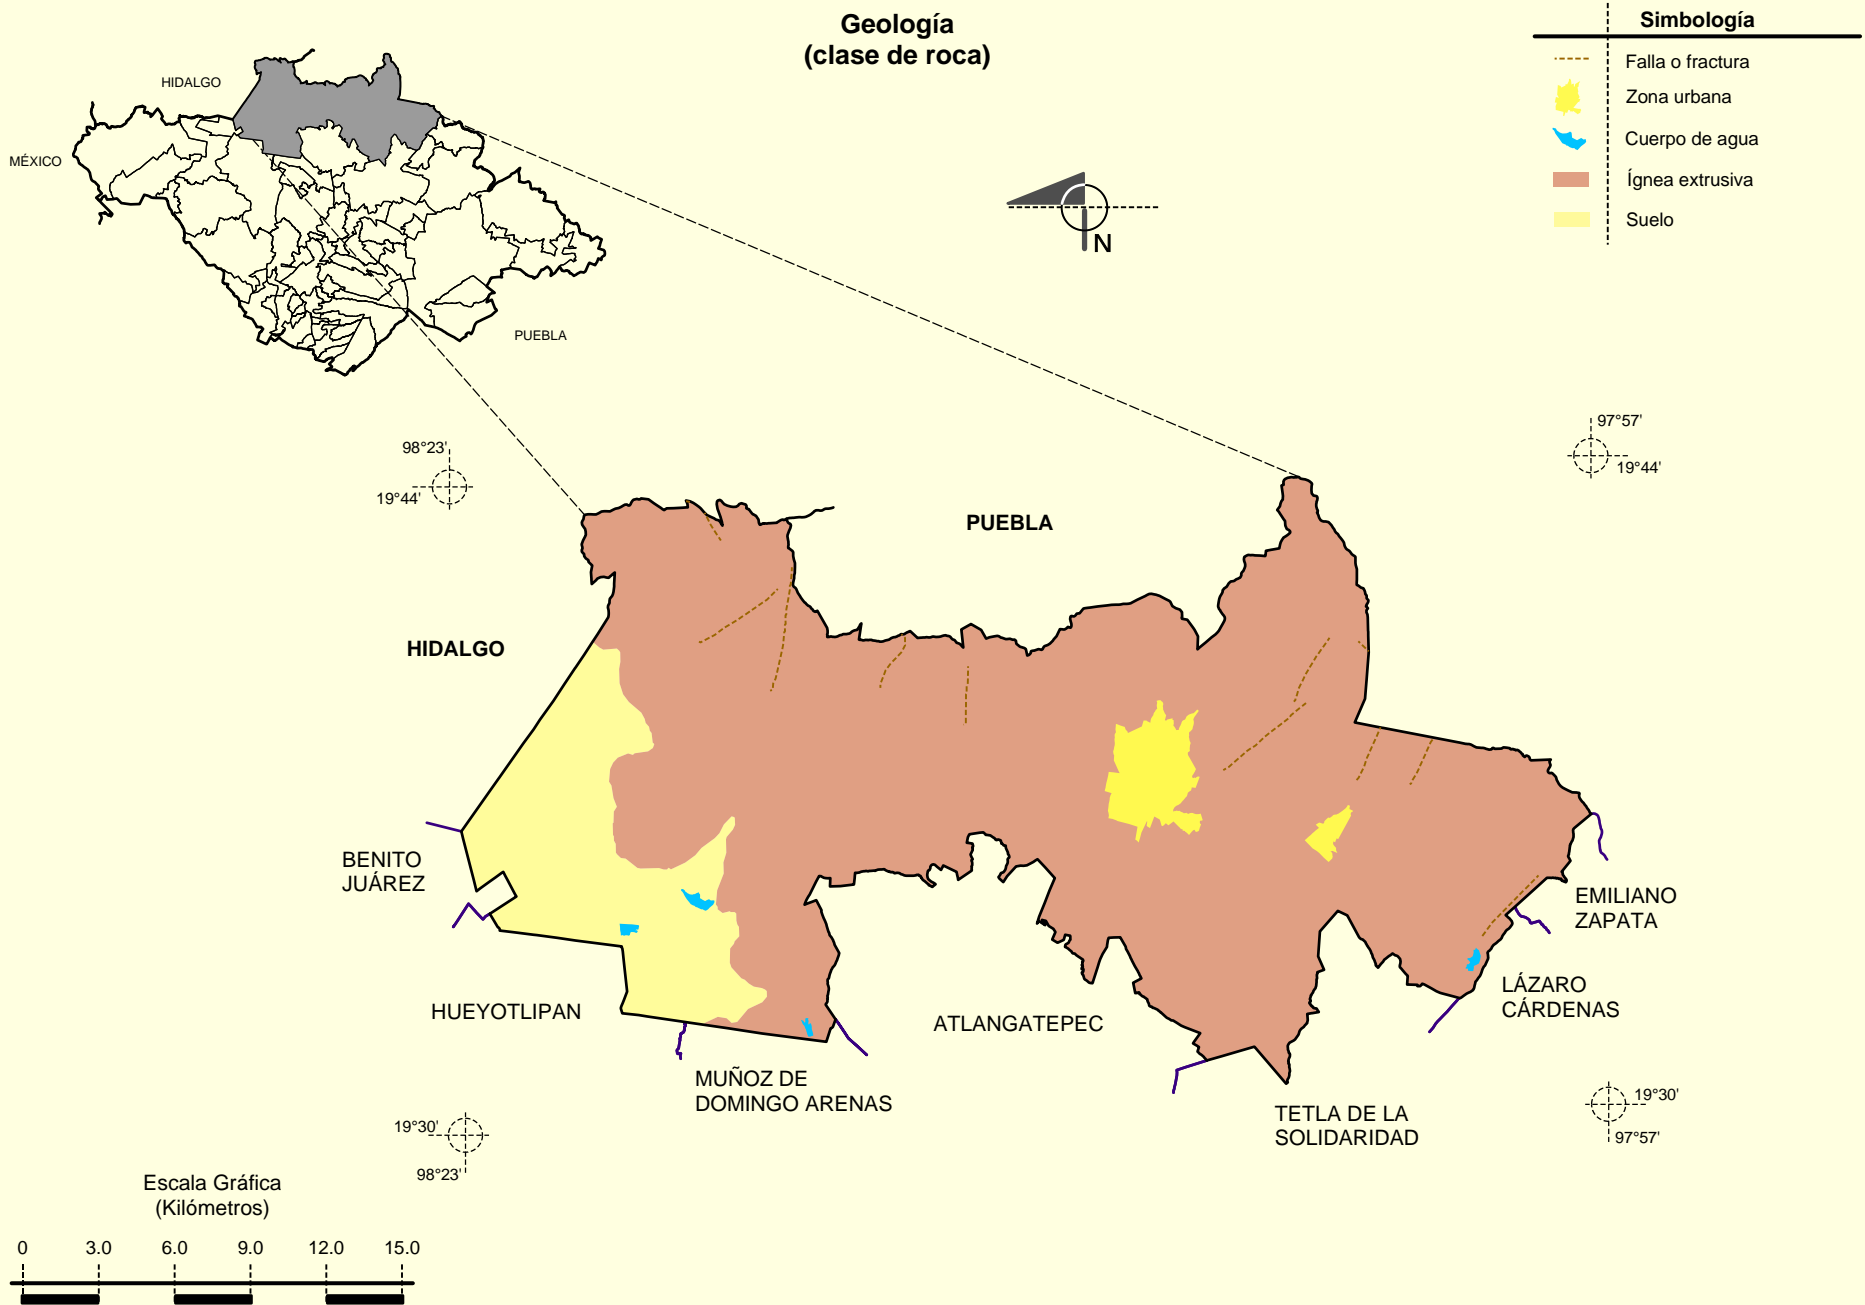 Geología
(clase de roca)
Simbología
Falla o fractura
Zona urbana
Cuerpo de agua
Ígnea extrusiva
Suelo
HIDALGO
MÉXICO
PUEBLA
N
98°23'
19°44'
97°57'
19°44'
PUEBLA
HIDALGO
BENITO
JUÁREZ
HUEYOTLIPAN
MUÑOZ DE
DOMINGO ARENAS
ATLANGATEPEC
TETLA DE LA
SOLIDARIDAD
LÁZARO
CÁRDENAS
EMILIANO
ZAPATA
19°30'
98°23'
19°30'
97°57'
Escala Gráfica
(Kilómetros)
0 3.0 6.0 9.0 12.0 15.0